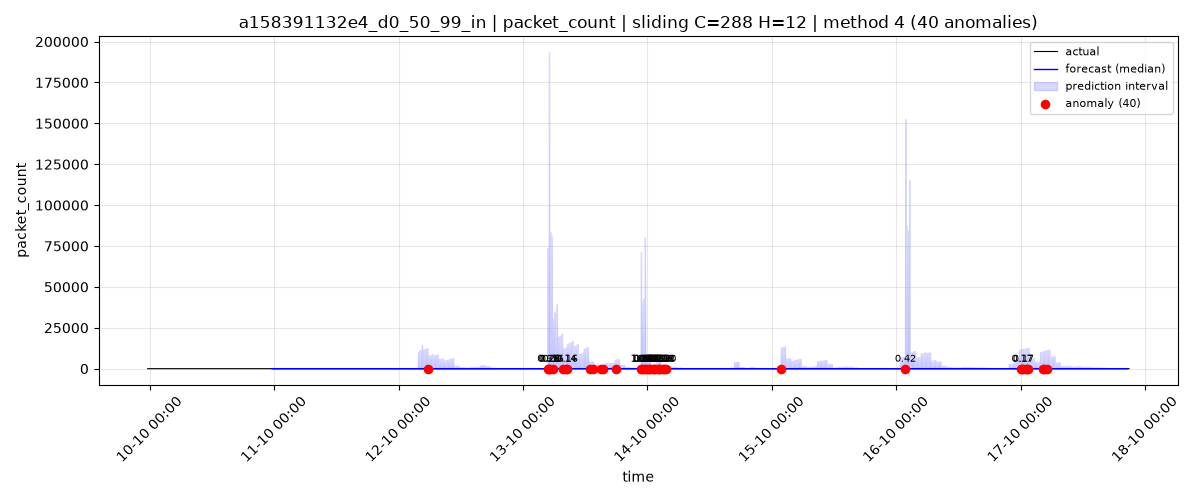 a158391132e4_d0_50_99_in | packet_count | sliding C=288 H=12 | method 4 (40 anomalies)
actual
forecast (median)
prediction interval
anomaly (40)
packet_count
200000
175000
150000
125000
100000
75000
50000
25000
0
0.42
0.17
10-10 00:00
11-10 00:00
12-10 00:00
13-10 00:00
14-10 00:00
15-10 00:00
16-10 00:00
17-10 00:00
18-10 00:00
time